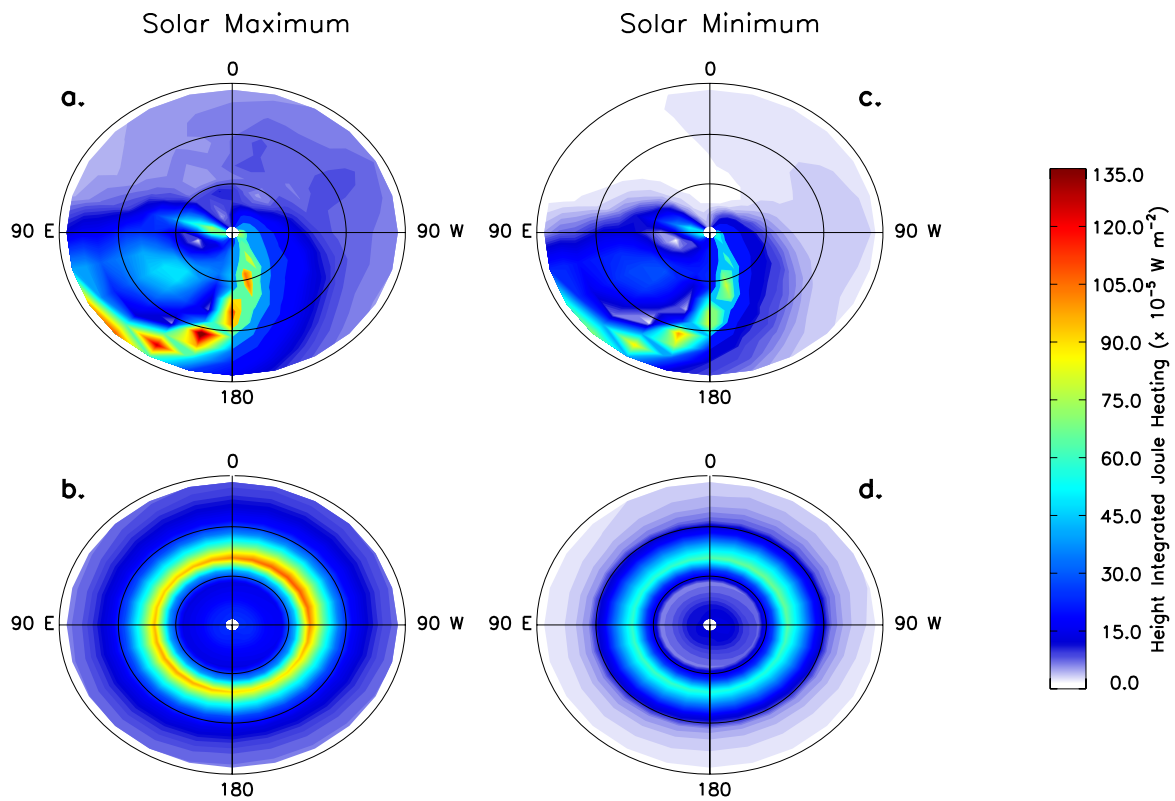 Solar Maximum
Solar Minimum
a.
0
90 E
90 W
180
c.
0
90 E
90 W
180
b.
0
90 E
90 W
180
d.
0
90 E
90 W
180
135.0
120.0
105.0
90.0
75.0
60.0
45.0
30.0
15.0
0.0
Height Integrated Joule Heating (x 10⁻⁵ W m⁻²)